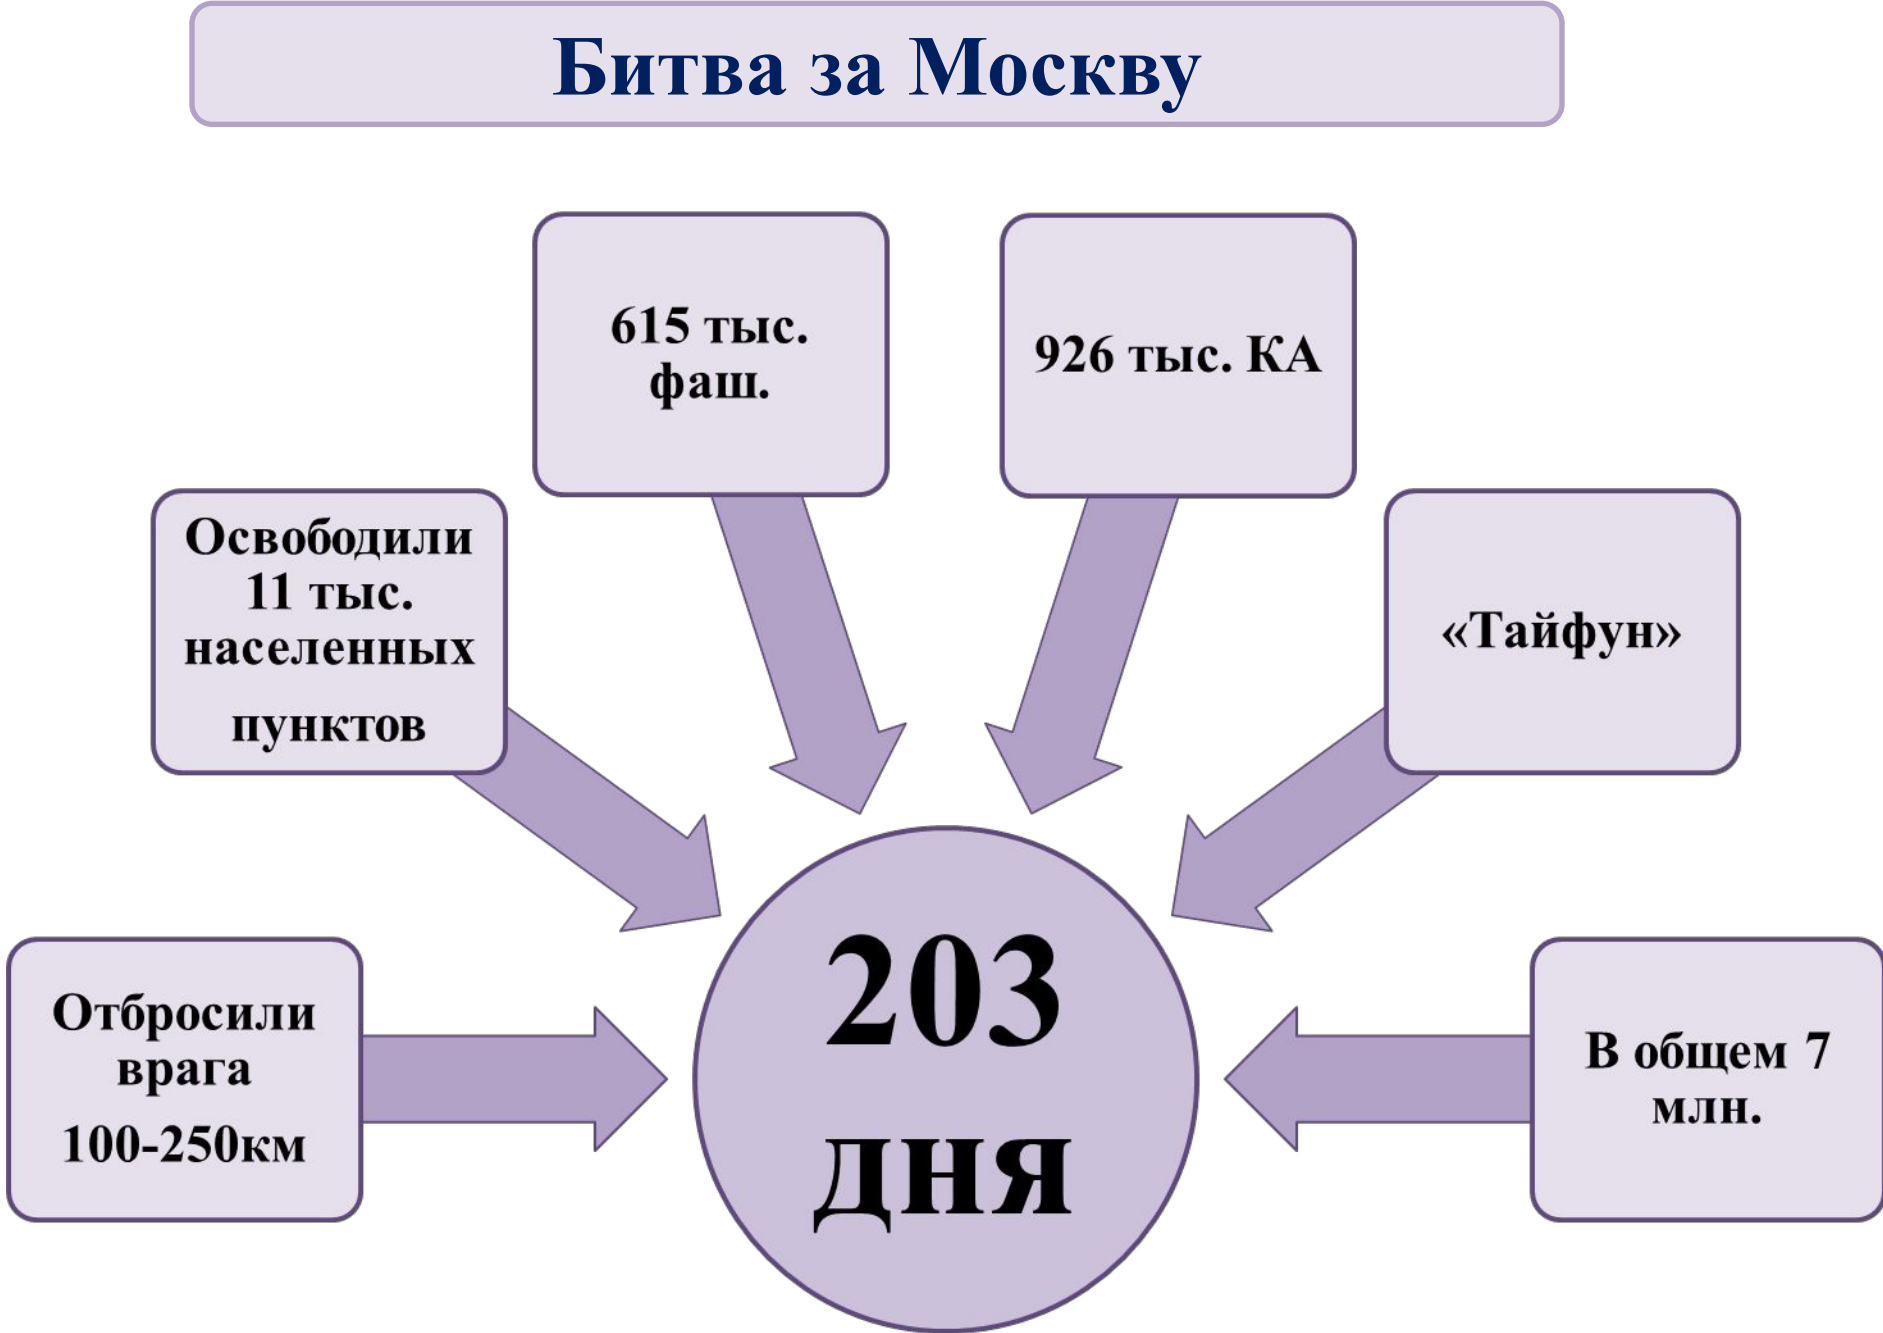 Битва за Москву
615 тыс.
фаш.
926 тыс. КА
Освободили
11 тыс.
населенных
пунктов
«Тайфун»
Отбросили
врага
100-250км
203
дня
В общем 7
млн.